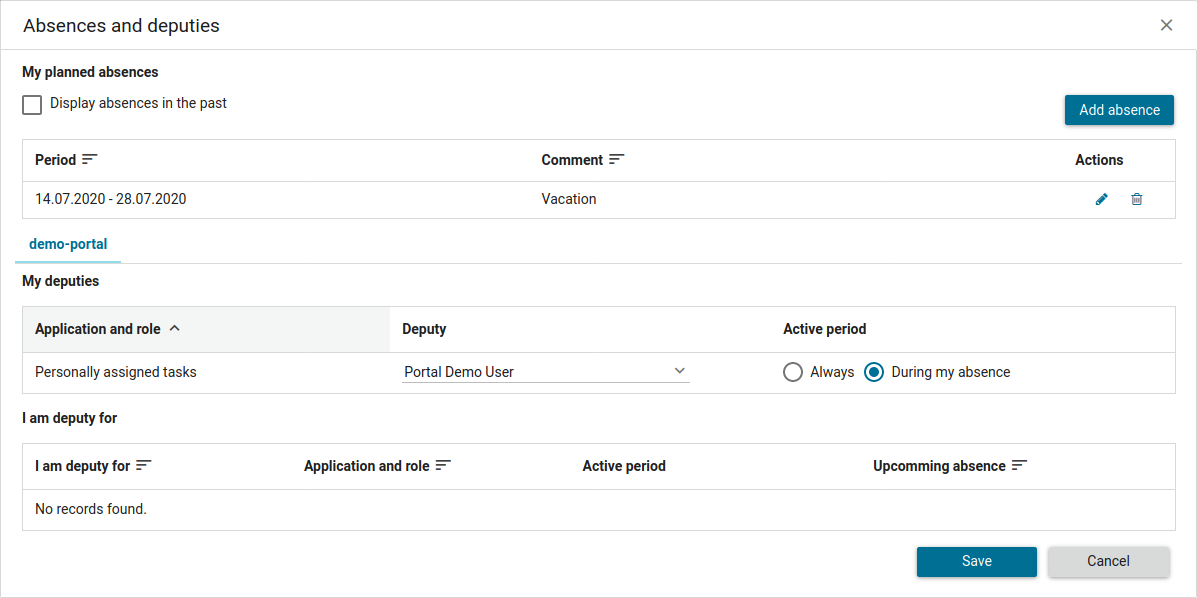 Absences and deputies
My planned absences
Display absences in the past
Add absence
Period Comment Actions
14.07.2020 - 28.07.2020 Vacation
demo-portal
My deputies
Application and role Deputy Active period
Personally assigned tasks Portal Demo User Always During my absence
I am deputy for
I am deputy for Application and role Active period Upcomming absence
No records found.
Save Cancel